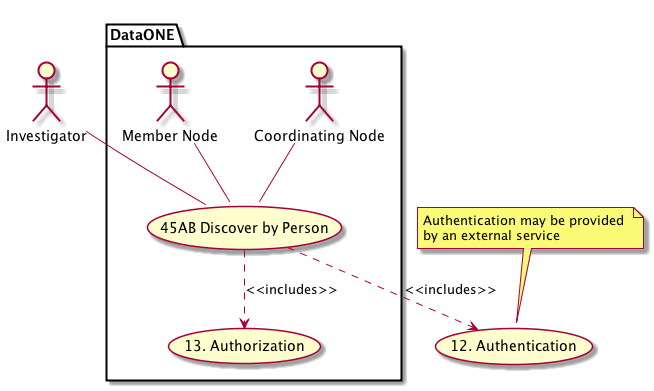 DataONE
Investigator
Member Node
Coordinating Node
45AB Discover by Person
Authentication may be provided
by an external service
<<includes>>
<<includes>>
13. Authorization
12. Authentication